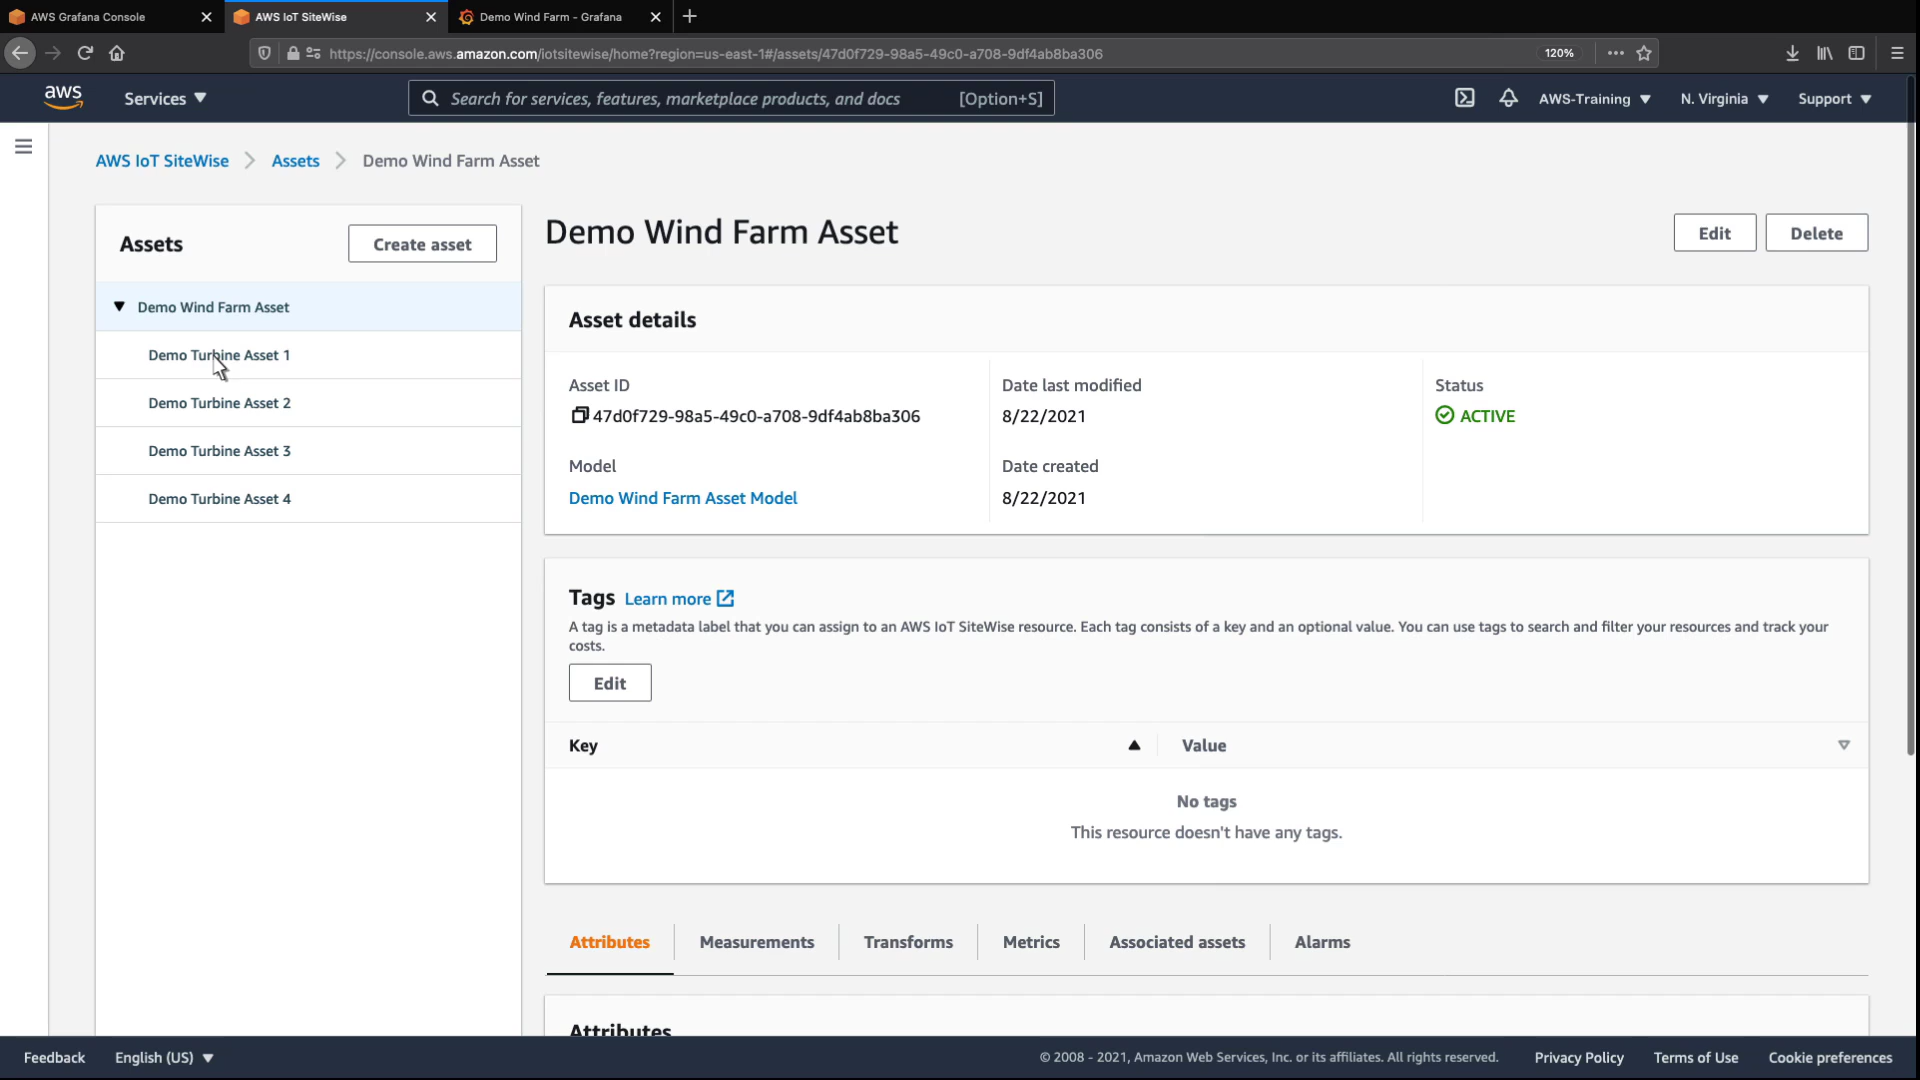 AWS Grafana Console
AWS IoT SiteWise
Demo Wind Farm - Grafana
https://console.aws.amazon.com/iotsitewise/home?region=us-east-1#/assets/47d0f729-98a5-49c0-a708-9df4ab8ba306
120%
aws
Services
Search for services, features, marketplace products, and docs
[Option+S]
AWS-Training
N. Virginia
Support
AWS IoT SiteWise
Assets
Demo Wind Farm Asset
Assets
Create asset
Demo Wind Farm Asset
Demo Turbine Asset 1
Demo Turbine Asset 2
Demo Turbine Asset 3
Demo Turbine Asset 4
Demo Wind Farm Asset
Edit
Delete
Asset details
Asset ID
47d0f729-98a5-49c0-a708-9df4ab8ba306
Model
Demo Wind Farm Asset Model
Date last modified
8/22/2021
Date created
8/22/2021
Status
ACTIVE
Tags Learn more
A tag is a metadata label that you can assign to an AWS IoT SiteWise resource. Each tag consists of a key and an optional value. You can use tags to search and filter your resources and track your
costs.
Edit
Key
Value
No tags
This resource doesn't have any tags.
Attributes
Measurements
Transforms
Metrics
Associated assets
Alarms
Attributes
Feedback
English (US)
© 2008 - 2021, Amazon Web Services, Inc. or its affiliates. All rights reserved.
Privacy Policy
Terms of Use
Cookie preferences